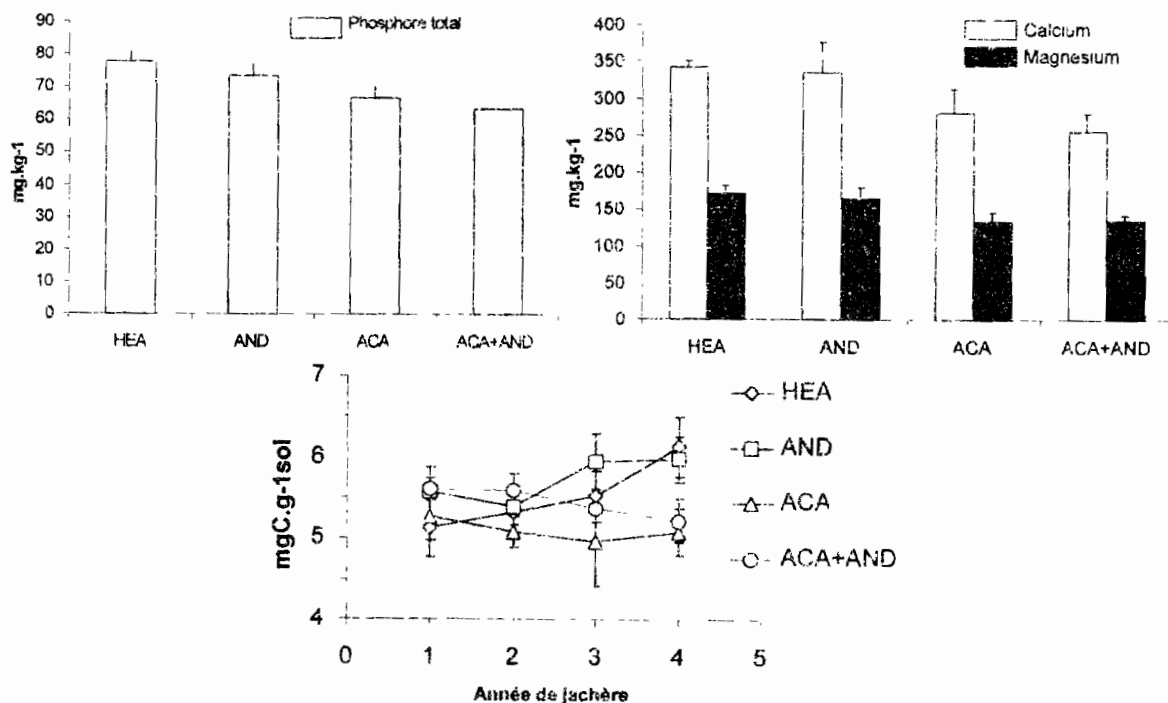 Phosphore total
90
80
70
60
50
40
30
20
10
0
mg.kg-1
HEA AND ACA ACA+AND
Calcium
Magnesium
400
350
300
250
200
150
100
50
0
mg.kg-1
HEA AND ACA ACA+AND
7
6
5
4
mgC.g-1sol
0 1 2 3 4 5
Année de jachère
HEA
AND
ACA
ACA+AND